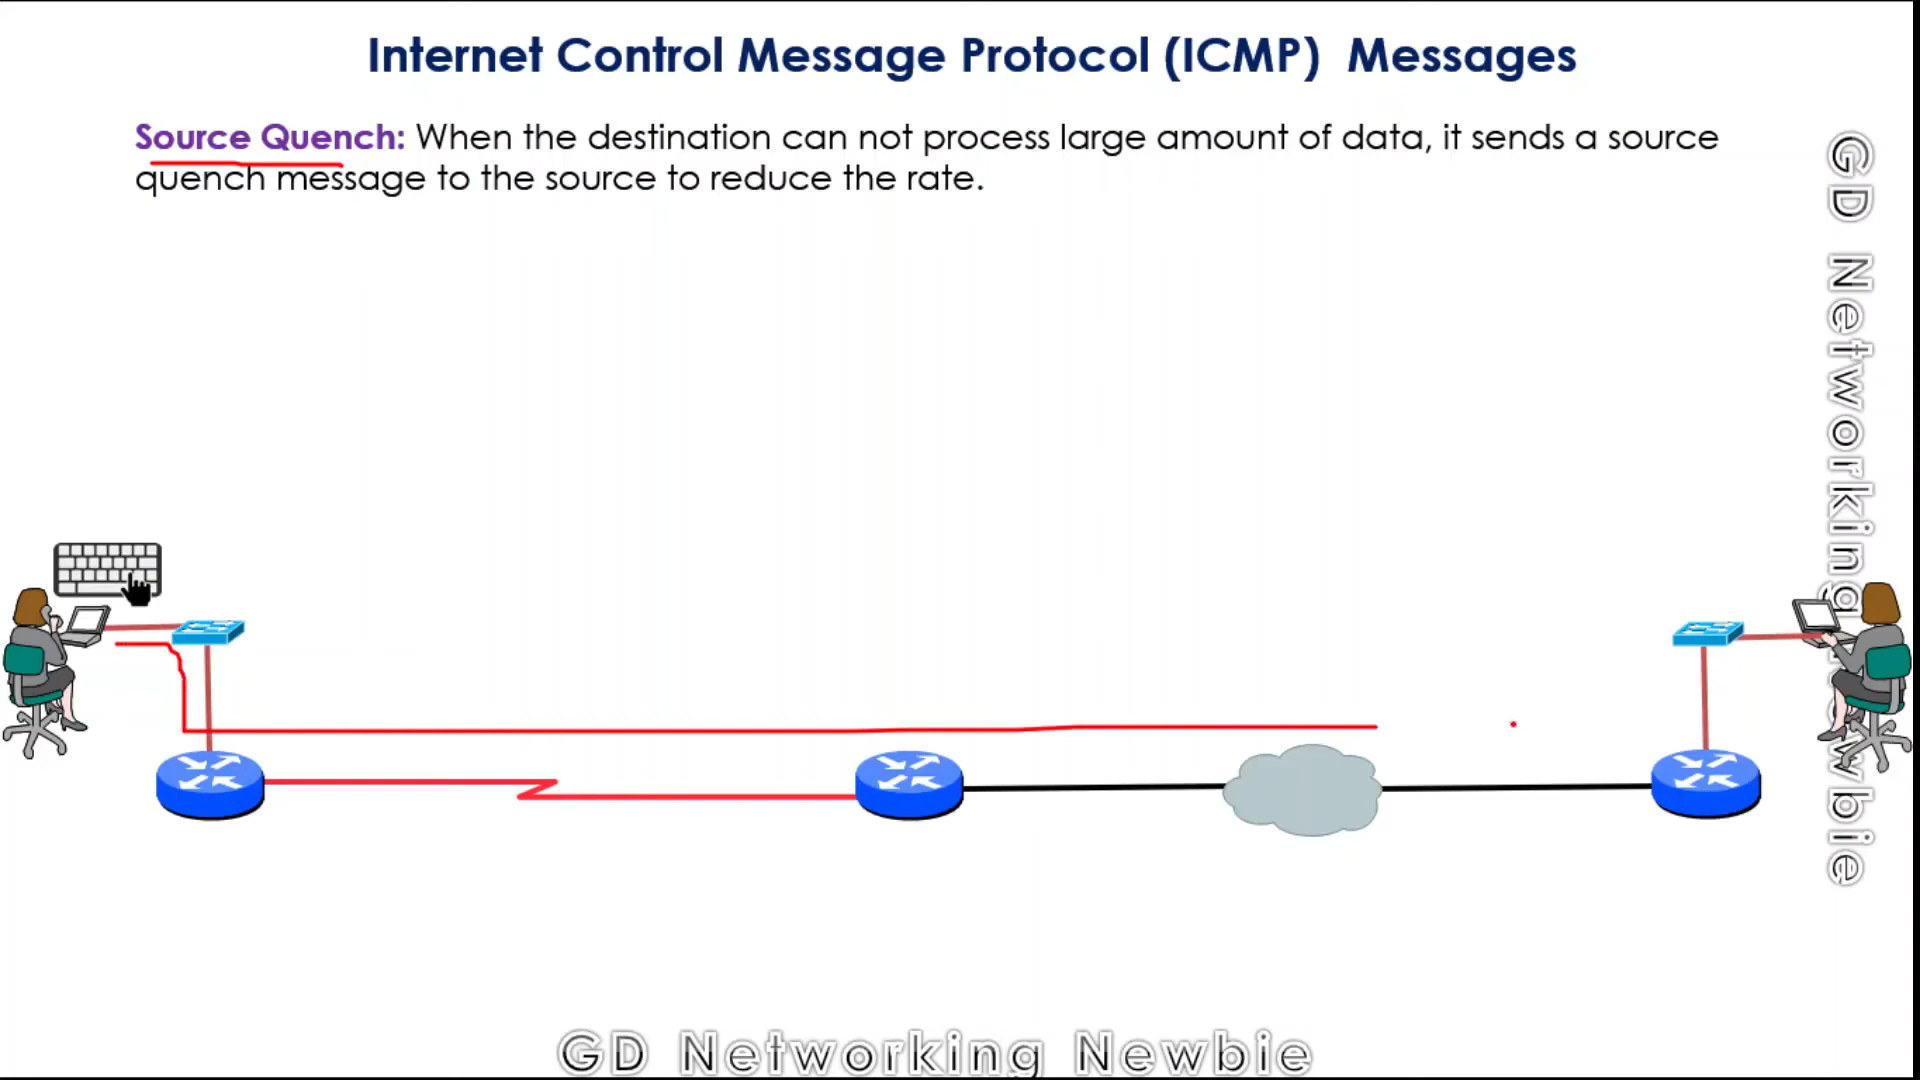 Internet Control Message Protocol (ICMP) Messages
Source Quench: When the destination can not process large amount of data, it sends a source
quench message to the source to reduce the rate.
GD Networking Newbie
GD Networking Newbie